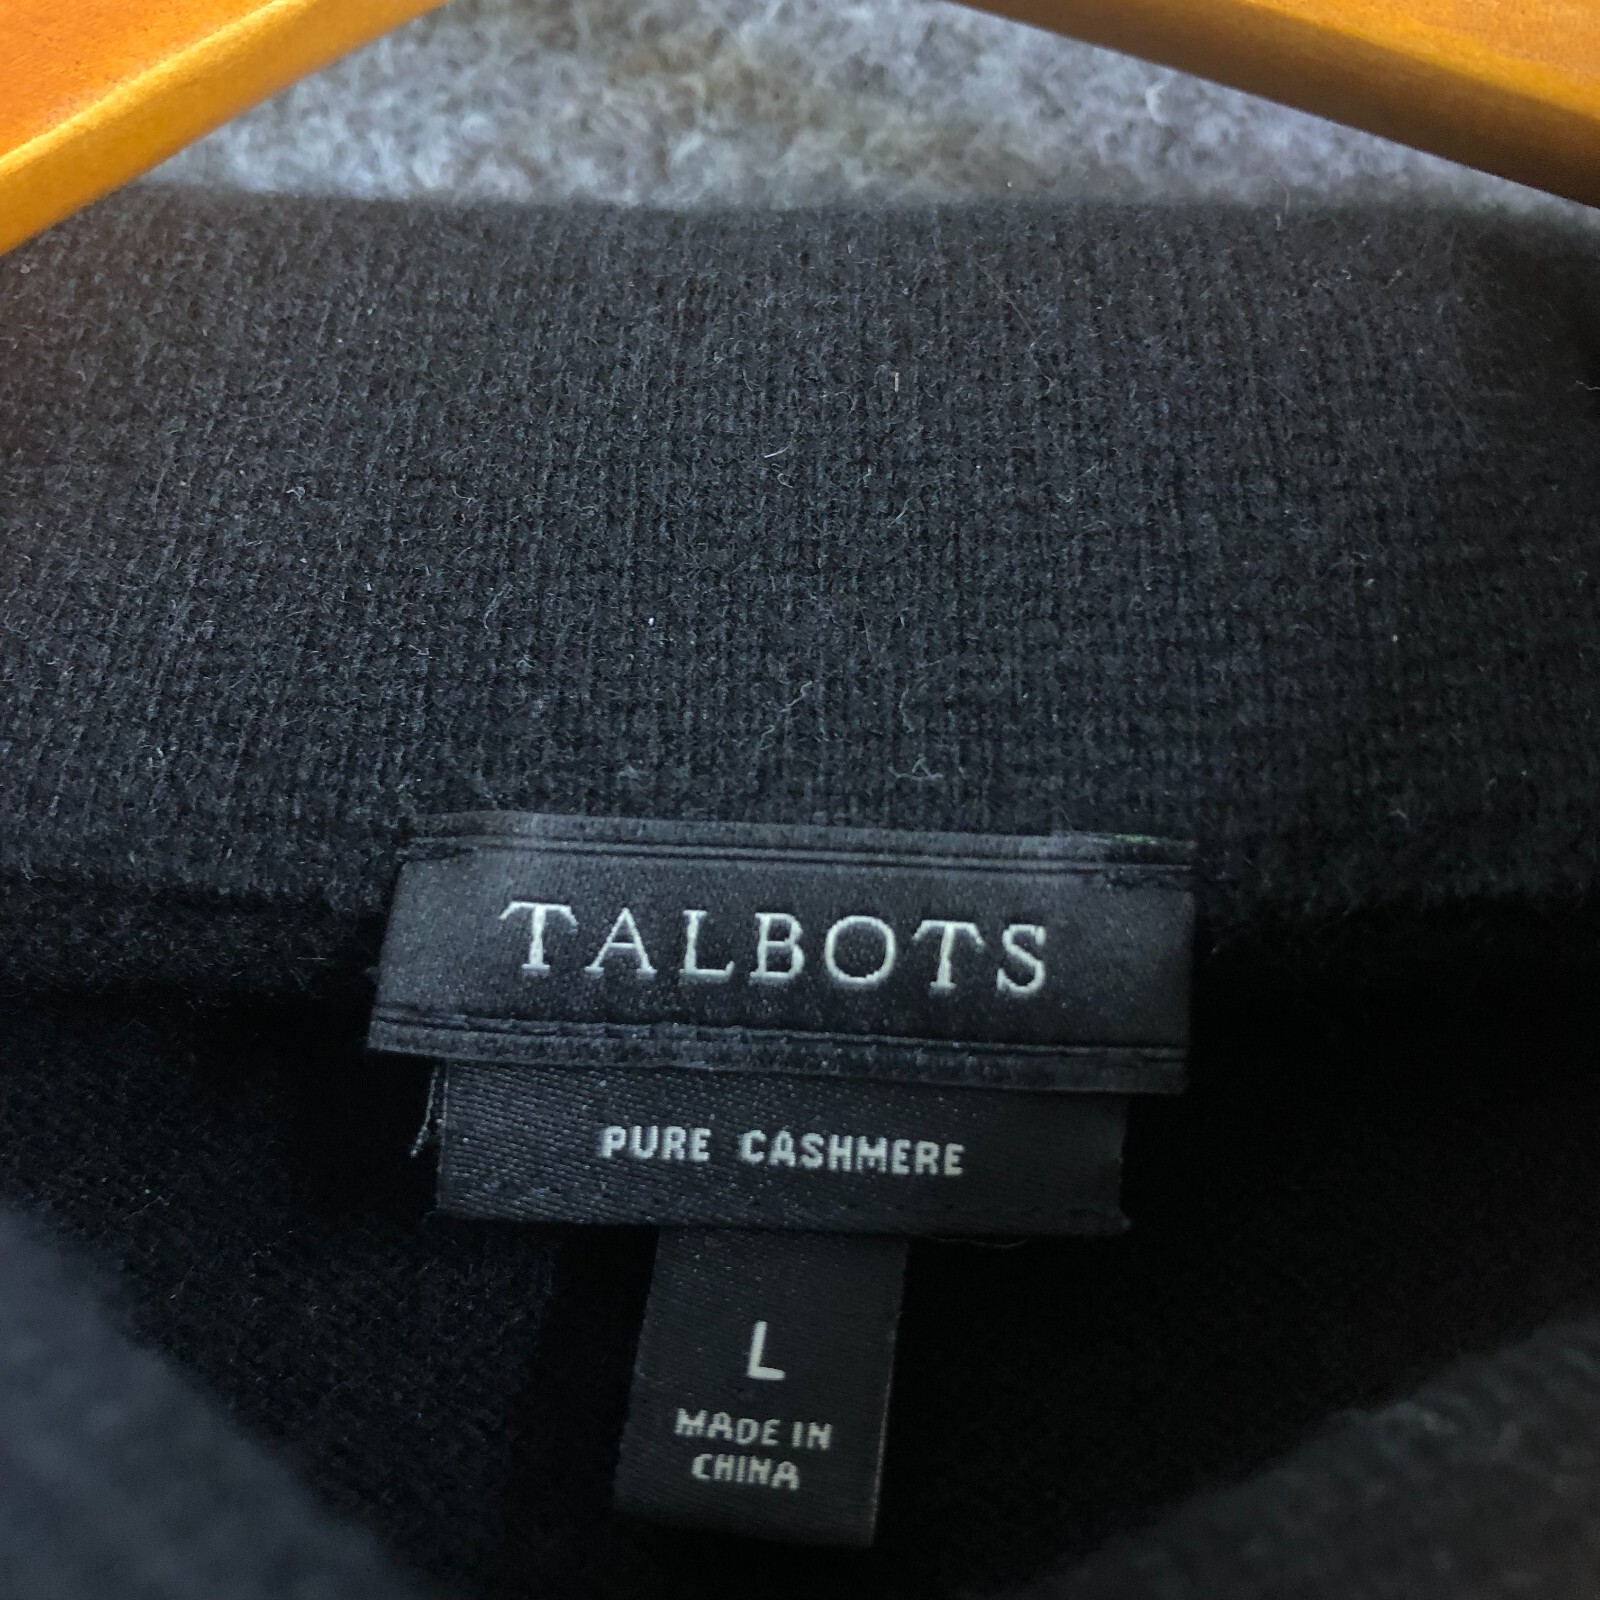 TALBOTS
PURE CASHMERE
L
MADE IN
CHINA